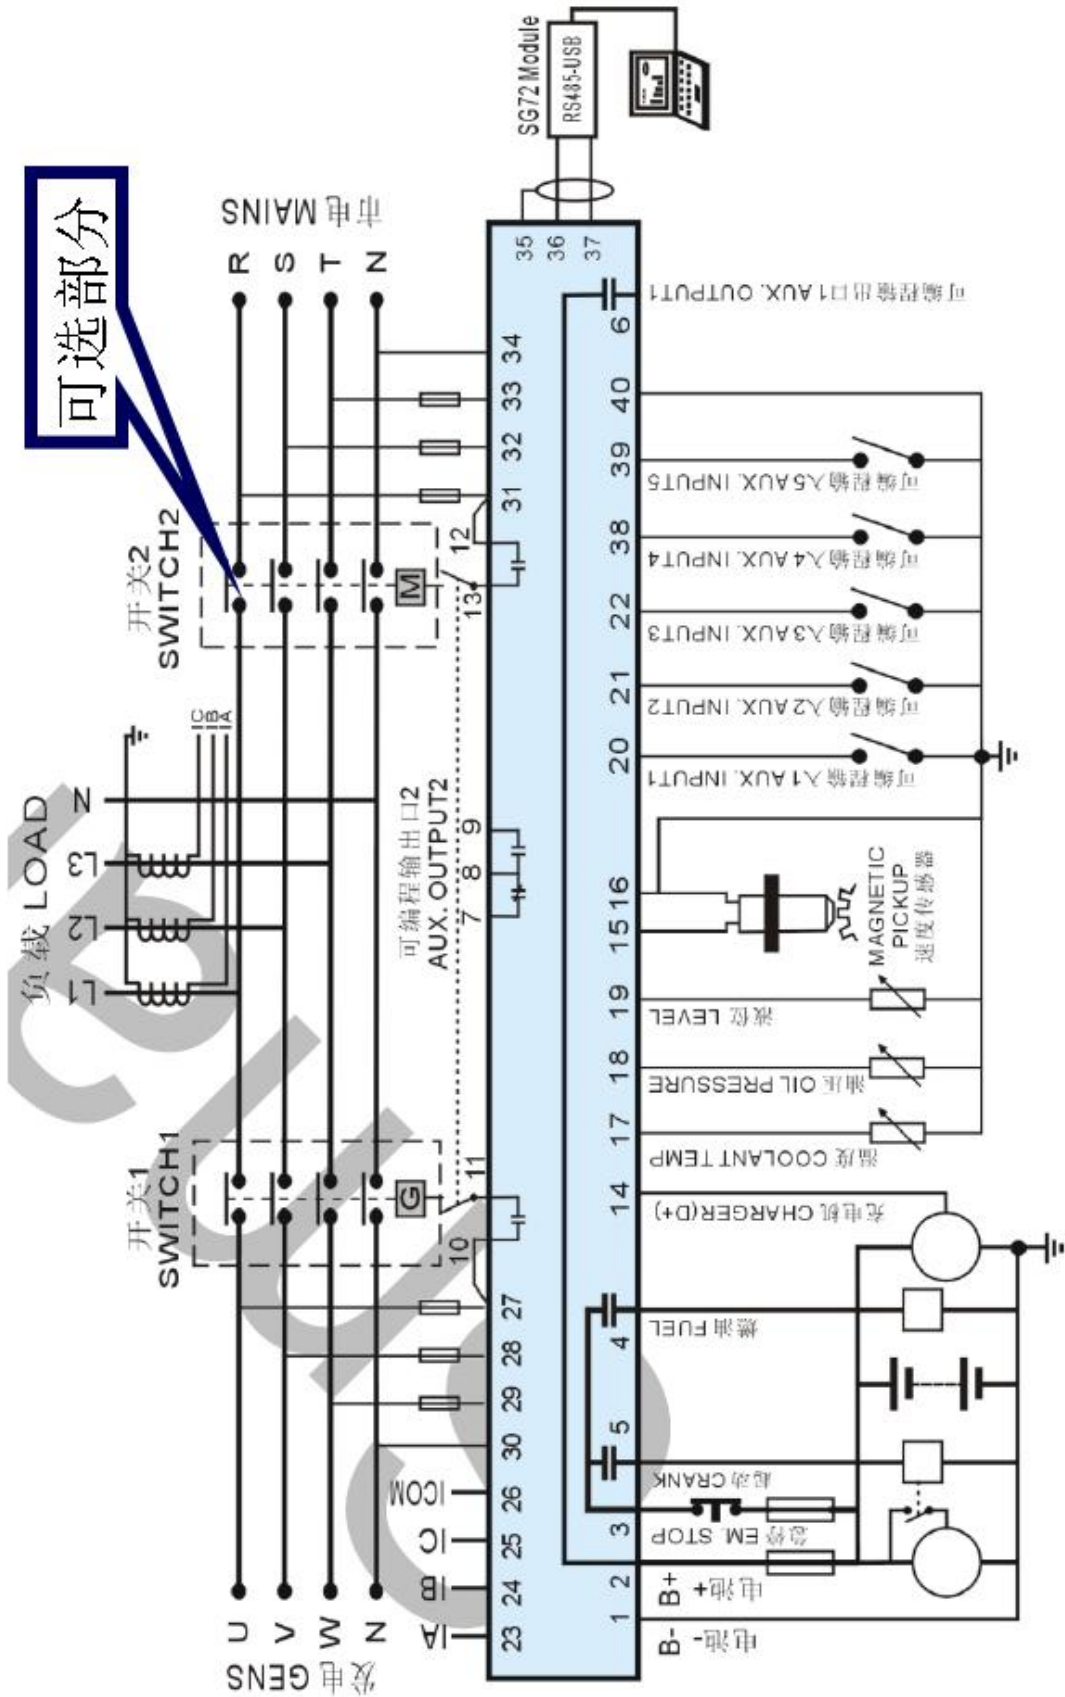 可选部分
SG72 Module
RS485-USB
市电 MAINS
R
S
T
N
开关2
SWITCH2
M
负载 LOAD
N
L3
L2
L1
IC
IB
IA
开关1
SWITCH1
G
发电 GENS
U
V
W
N
IA
IB
IC
ICOM
23
24
25
26
30
29
28
27
10
11
7
8
9
可编程输出口2
AUX. OUTPUT2
13
12
31
32
33
34
35
36
37
1
2
3
5
4
14
17
18
19
15
16
20
21
22
38
39
40
6
B- 电池-
B+ 电池+
急停 EM. STOP
起动 CRANK
燃油 FUEL
充电机 CHARGER(D+)
温度 COOLANT TEMP
油压 OIL PRESSURE
液位 LEVEL
MAGNETIC
PICKUP
速度传感器
可编程输入1 AUX. INPUT1
可编程输入2 AUX. INPUT2
可编程输入3 AUX. INPUT3
可编程输入4 AUX. INPUT4
可编程输入5 AUX. INPUT5
可编程输出口1 AUX. OUTPUT1